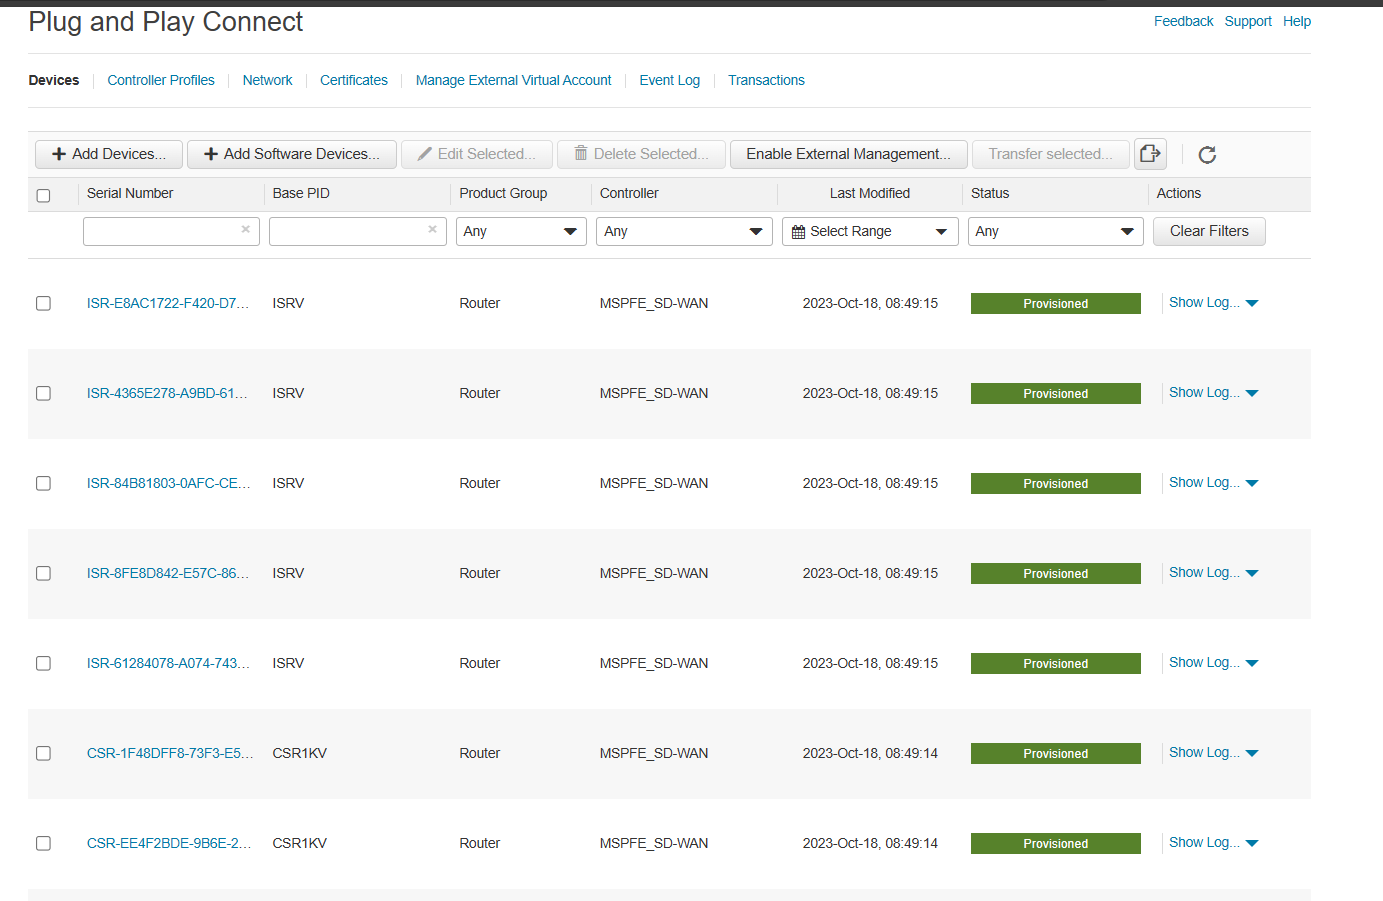 Plug and Play Connect
Feedback Support Help
Devices Controller Profiles Network Certificates Manage External Virtual Account Event Log Transactions
Add Devices... Add Software Devices... Edit Selected... Delete Selected... Enable External Management... Transfer selected...
Serial Number Base PID Product Group Controller Last Modified Status Actions
Any Any Select Range Any Clear Filters
ISR-E8AC1722-F420-D7... ISRV Router MSPFE_SD-WAN 2023-Oct-18, 08:49:15 Provisioned Show Log...
ISR-4365E278-A9BD-61... ISRV Router MSPFE_SD-WAN 2023-Oct-18, 08:49:15 Provisioned Show Log...
ISR-84B81803-0AFC-CE... ISRV Router MSPFE_SD-WAN 2023-Oct-18, 08:49:15 Provisioned Show Log...
ISR-8FE8D842-E57C-86... ISRV Router MSPFE_SD-WAN 2023-Oct-18, 08:49:15 Provisioned Show Log...
ISR-61284078-A074-743... ISRV Router MSPFE_SD-WAN 2023-Oct-18, 08:49:15 Provisioned Show Log...
CSR-1F48DFF8-73F3-E5... CSR1KV Router MSPFE_SD-WAN 2023-Oct-18, 08:49:14 Provisioned Show Log...
CSR-EE4F2BDE-9B6E-2... CSR1KV Router MSPFE_SD-WAN 2023-Oct-18, 08:49:14 Provisioned Show Log...